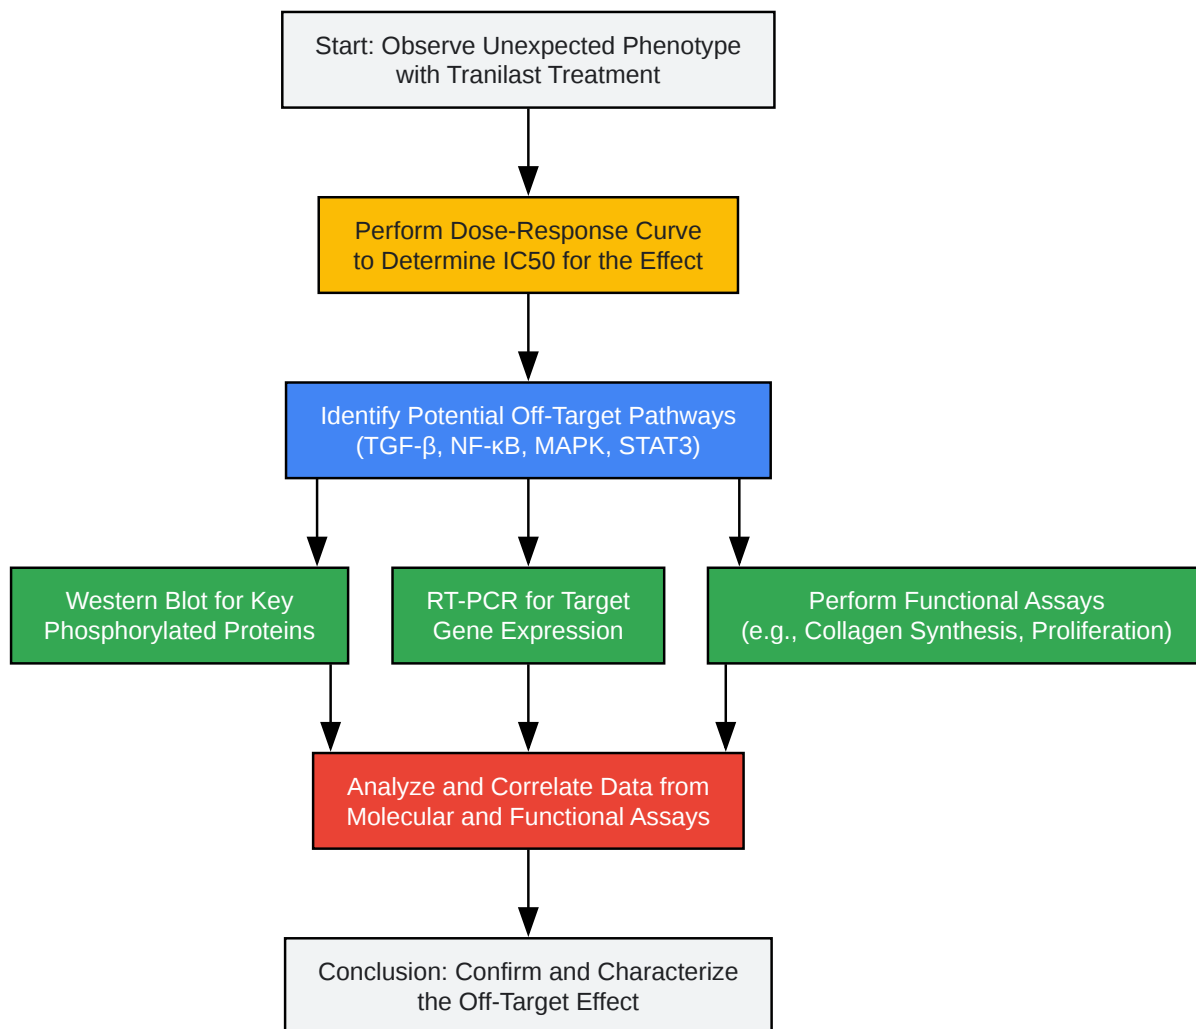 Start: Observe Unexpected Phenotype
with Tranilast Treatment
Perform Dose-Response Curve
to Determine IC50 for the Effect
Identify Potential Off-Target Pathways
(TGF-β, NF-κB, MAPK, STAT3)
Western Blot for Key
Phosphorylated Proteins
RT-PCR for Target
Gene Expression
Perform Functional Assays
(e.g., Collagen Synthesis, Proliferation)
Analyze and Correlate Data from
Molecular and Functional Assays
Conclusion: Confirm and Characterize
the Off-Target Effect